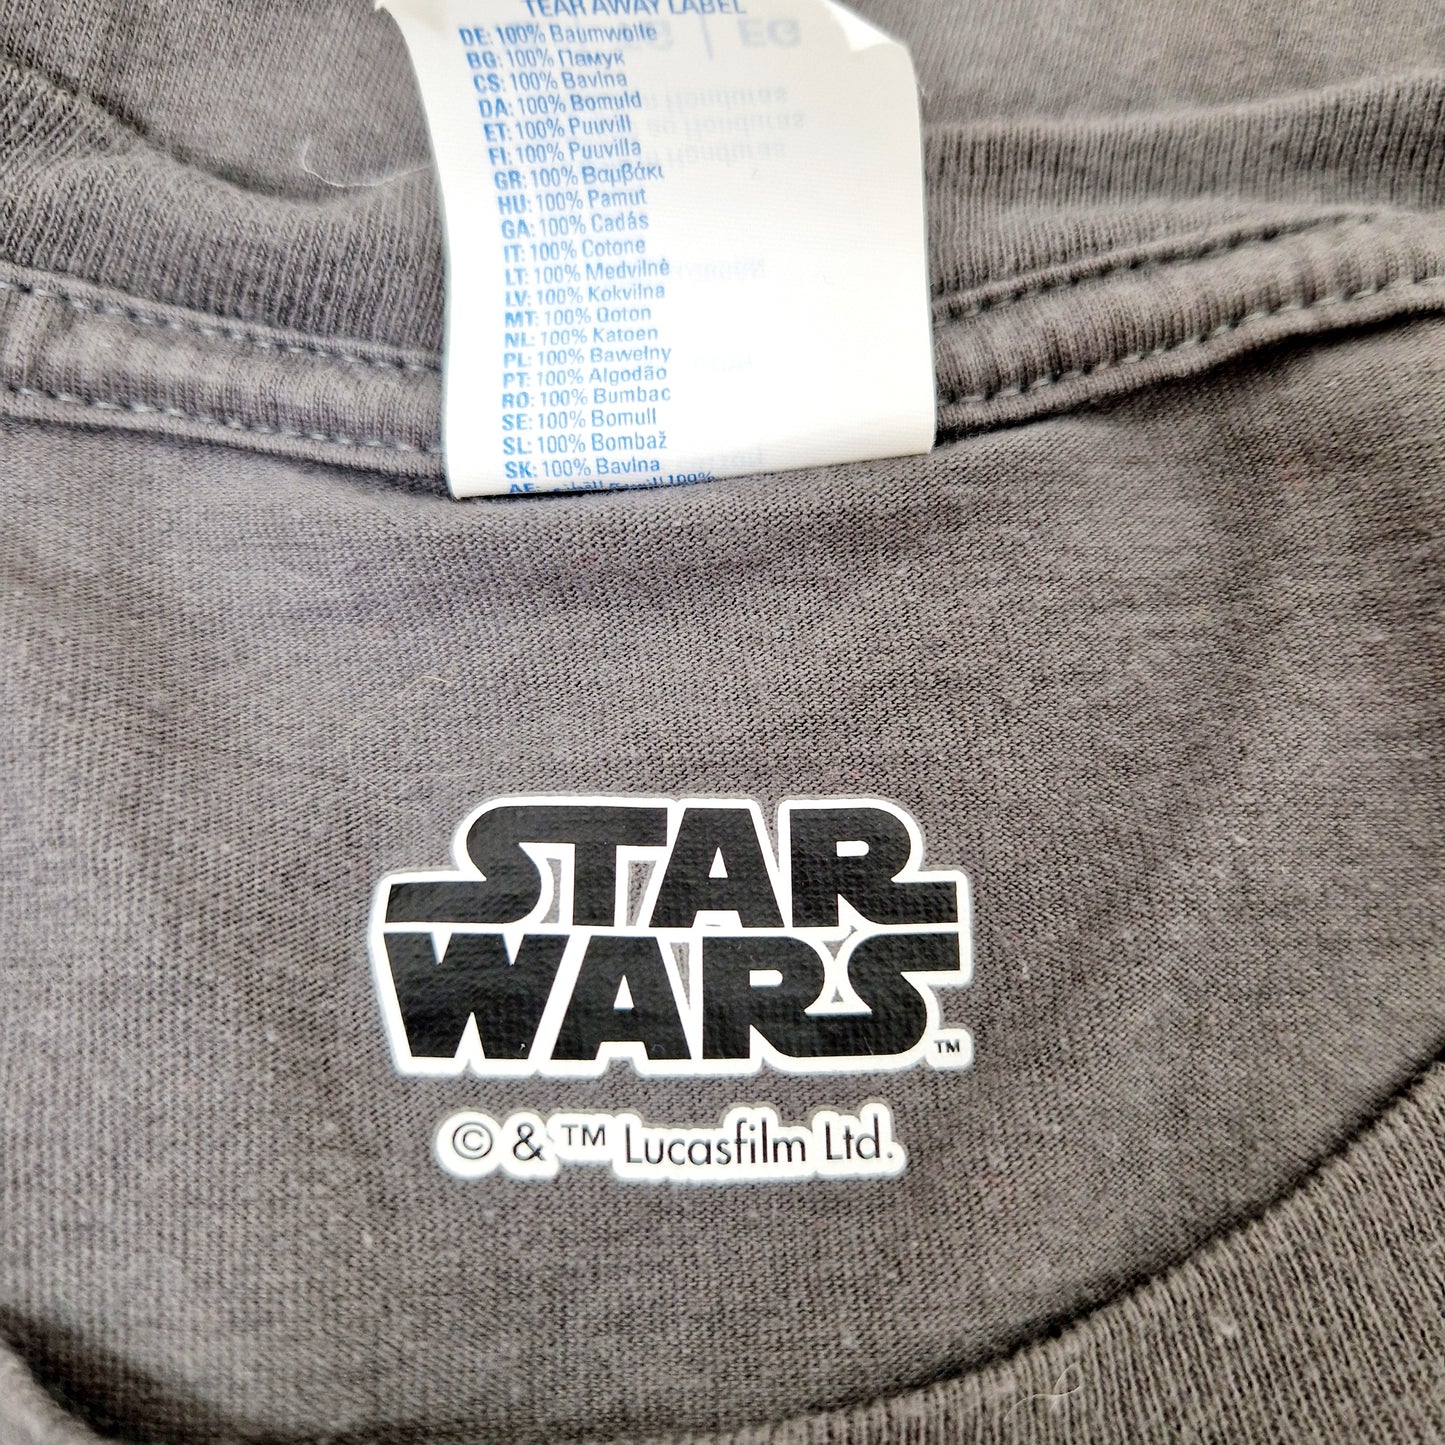 TEAR AWAY LABEL
DE: 100% Baumwolle
BG: 100% Памук
CS: 100% Bavlna
DA: 100% Bomuld
ET: 100% Puuvill
FI: 100% Puuvilla
GR: 100% Βαμβάκι
HU: 100% Pamut
GA: 100% Cadás
IT: 100% Cotone
LT: 100% Medvilnė
LV: 100% Kokvilna
MT: 100% Qoton
NL: 100% Katoen
PL: 100% Bawełny
PT: 100% Algodão
RO: 100% Bumbac
SE: 100% Bomull
SL: 100% Bombaž
SK: 100% Bavlna
STAR
WARS ™
© & ™ Lucasfilm Ltd.